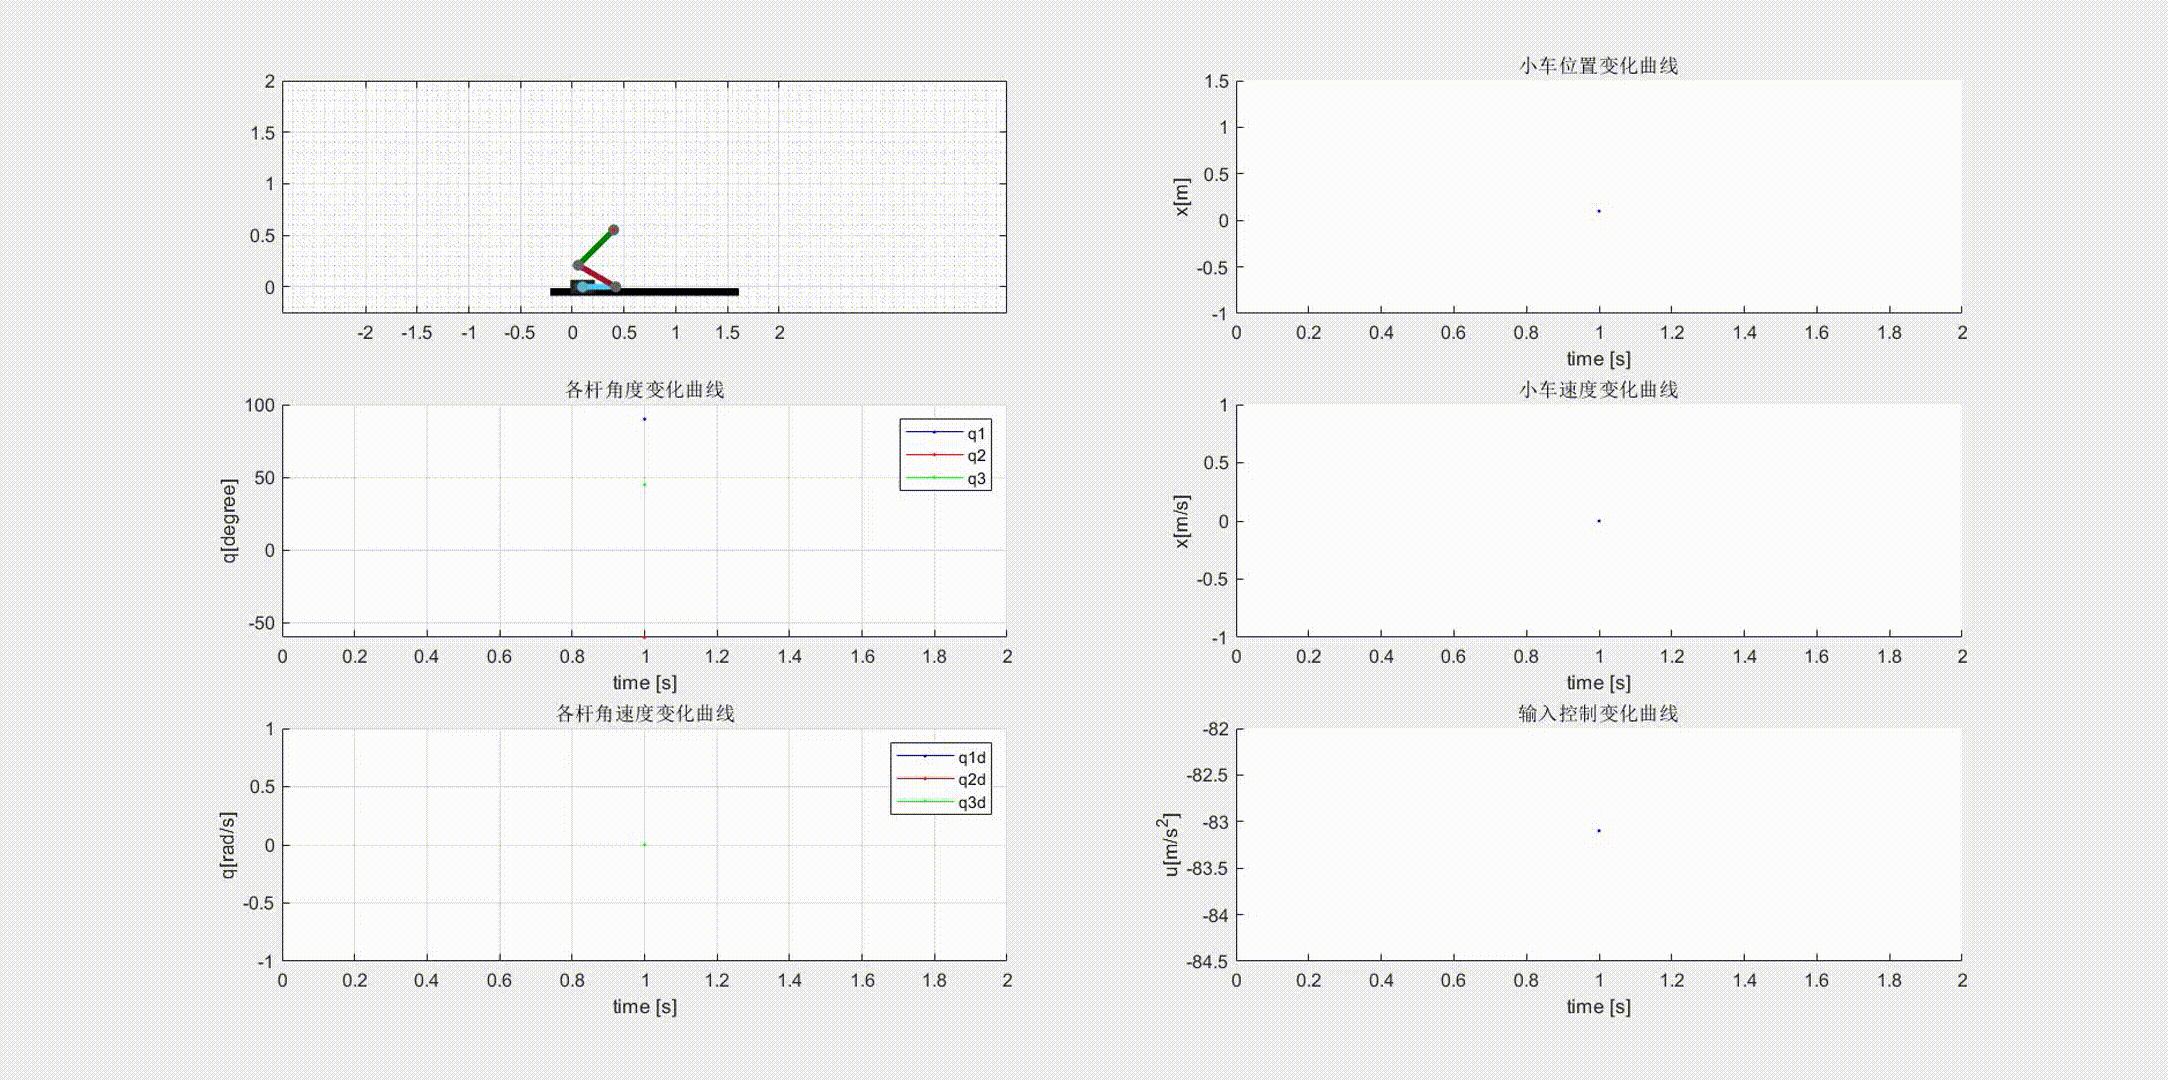 2
1.5
1
0.5
0
-2 -1.5 -1 -0.5 0 0.5 1 1.5 2
小车位置变化曲线
1.5
1
0.5
0
-0.5
-1
x[m]
0 0.2 0.4 0.6 0.8 1 1.2 1.4 1.6 1.8 2
time [s]
各杆角度变化曲线
100
50
0
-50
q[degree]
q1
q2
q3
0 0.2 0.4 0.6 0.8 1 1.2 1.4 1.6 1.8 2
time [s]
小车速度变化曲线
1
0.5
0
-0.5
-1
x[m/s]
0 0.2 0.4 0.6 0.8 1 1.2 1.4 1.6 1.8 2
time [s]
各杆角速度变化曲线
1
0.5
0
-0.5
-1
q[rad/s]
q1d
q2d
q3d
0 0.2 0.4 0.6 0.8 1 1.2 1.4 1.6 1.8 2
time [s]
输入控制变化曲线
-82
-82.5
-83
-83.5
-84
-84.5
u[m/s²]
0 0.2 0.4 0.6 0.8 1 1.2 1.4 1.6 1.8 2
time [s]